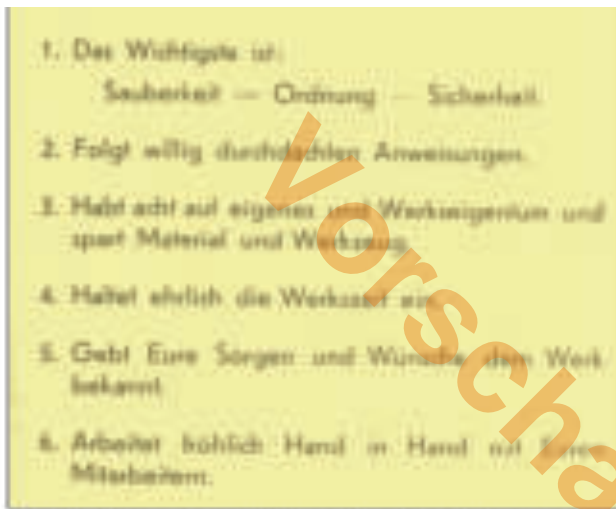 1. Das Wichtigste ist:
Sauberkeit — Ordnung — Sicherheit.
2. Folgt willig durchdachten Anweisungen.
3. Habt acht auf eigenes und Werkseigentum und
spart Material und Werkzeug.
4. Haltet ehrlich die Werkszeit ein.
5. Gebt Eure Sorgen und Wünsche dem Werk
bekannt.
6. Arbeitet fröhlich Hand in Hand mit Euren
Mitarbeitern.
Vorscha